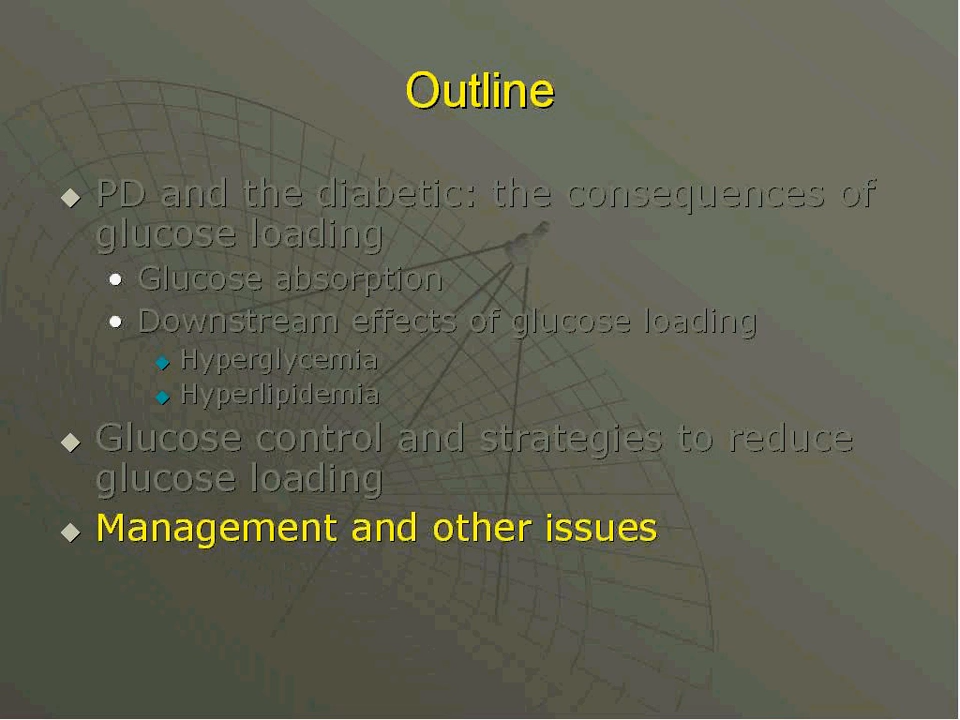 Outline
PD and the diabetic: the consequences of
glucose loading
Glucose absorption
Downstream effects of glucose loading
Hyperglycemia
Hyperlipidemia
Glucose control and strategies to reduce
glucose loading
Management and other issues